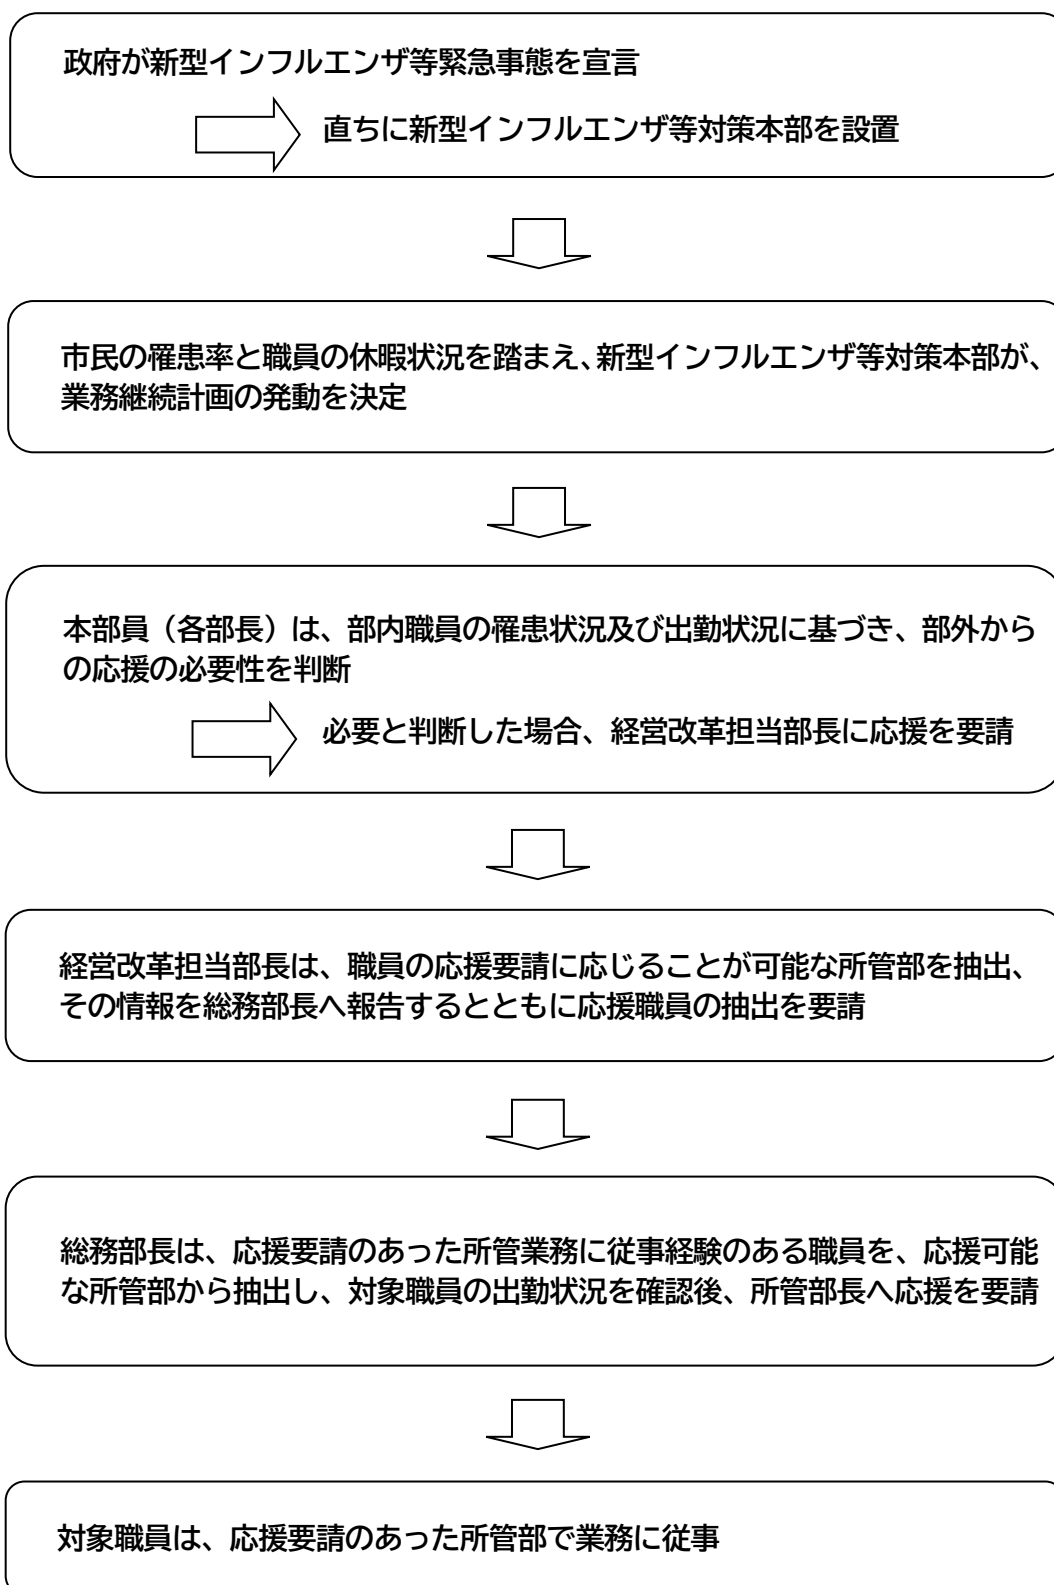 政府が新型インフルエンザ等緊急事態を宣言
直ちに新型インフルエンザ等対策本部を設置
市民の罹患率と職員の休暇状況を踏まえ、新型インフルエンザ等対策本部が、
業務継続計画の発動を決定
本部員（各部長）は、部内職員の罹患状況及び出勤状況に基づき、部外から
の応援の必要性を判断
必要と判断した場合、経営改革担当部長に応援を要請
経営改革担当部長は、職員の応援要請に応じることが可能な所管部を抽出、
その情報を総務部長へ報告するとともに応援職員の抽出を要請
総務部長は、応援要請のあった所管業務に従事経験のある職員を、応援可能
な所管部から抽出し、対象職員の出勤状況を確認後、所管部長へ応援を要請
対象職員は、応援要請のあった所管部で業務に従事